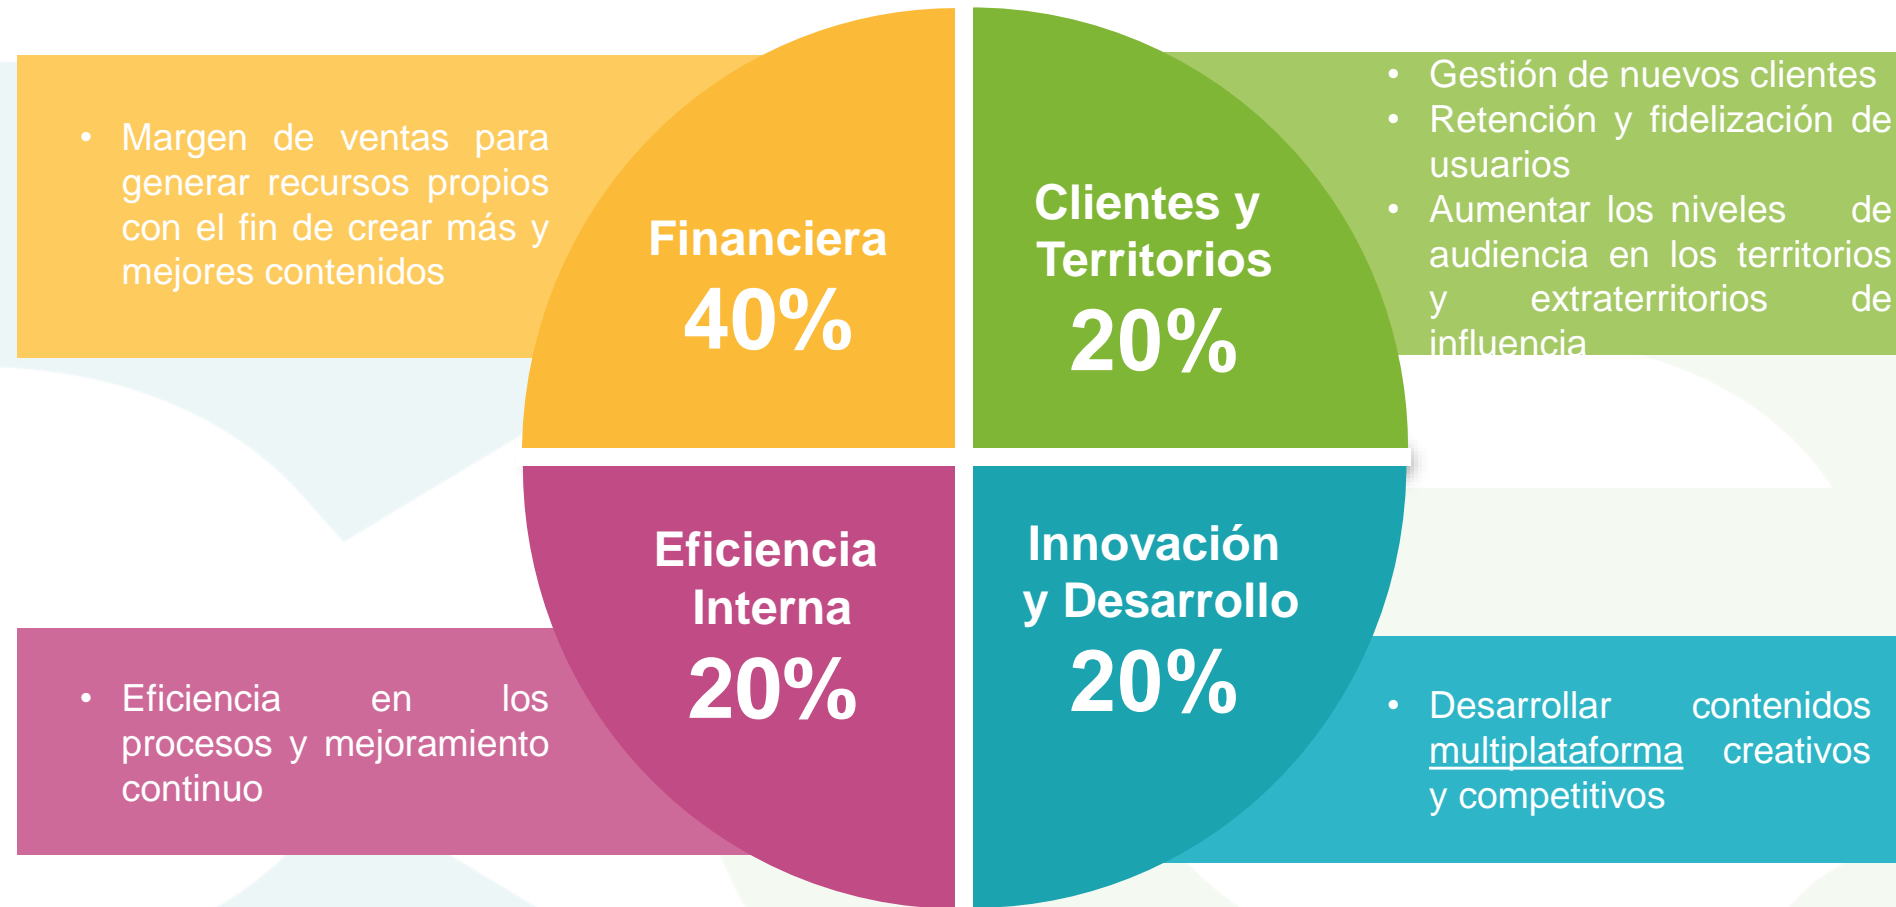 • Margen de ventas para
generar recursos propios
con el fin de crear más y
mejores contenidos
Financiera
40%
Clientes y
Territorios
20%
• Gestión de nuevos clientes
• Retención y fidelización de
usuarios
• Aumentar los niveles de
audiencia en los territorios
y extraterritorios de
influencia
• Eficiencia en los
procesos y mejoramiento
continuo
Eficiencia
Interna
20%
Innovación
y Desarrollo
20%
• Desarrollar contenidos
multiplataforma creativos
y competitivos